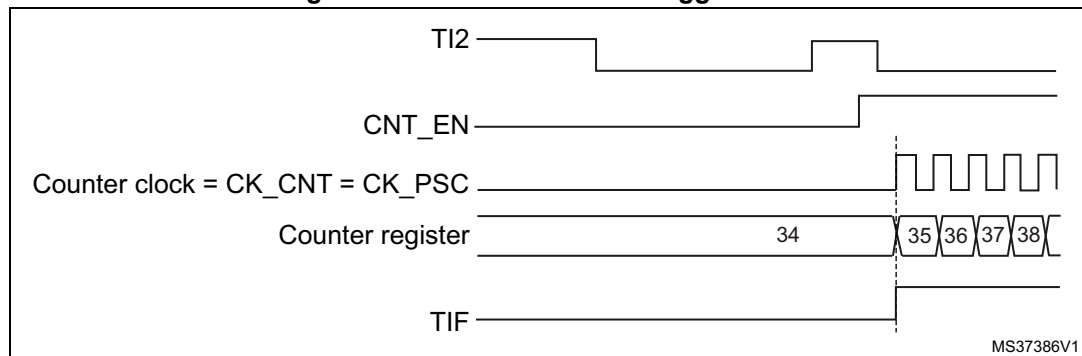 TI2
CNT_EN
Counter clock = CK_CNT = CK_PSC
Counter register 34 35 36 37 38
TIF
MS37386V1